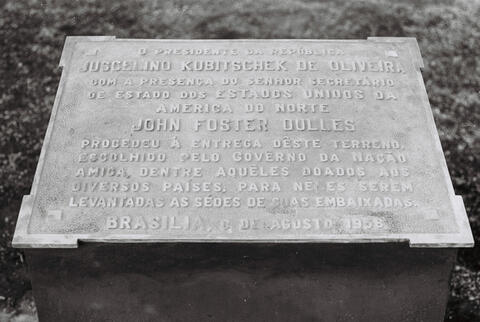 O PRESIDENTE DA REPÚBLICA
JUSCELINO KUBITSCHEK DE OLIVEIRA,
COM A PRESENÇA DO SENHOR SECRETÁRIO
DE ESTADO DOS ESTADOS UNIDOS DA
AMÉRICA DO NORTE
JOHN FOSTER DULLES
PROCEDEU À ENTREGA DÊSTE TERRENO,
ESCOLHIDO PELO GOVÊRNO DA NAÇÃO
AMIGA, DENTRE AQUÊLES DOADOS AOS
DIVERSOS PAÍSES, PARA NÊLES SEREM
LEVANTADAS AS SÉDES DE SUAS EMBAIXADAS.
BRASÍLIA, 6 DE AGÔSTO, 1958